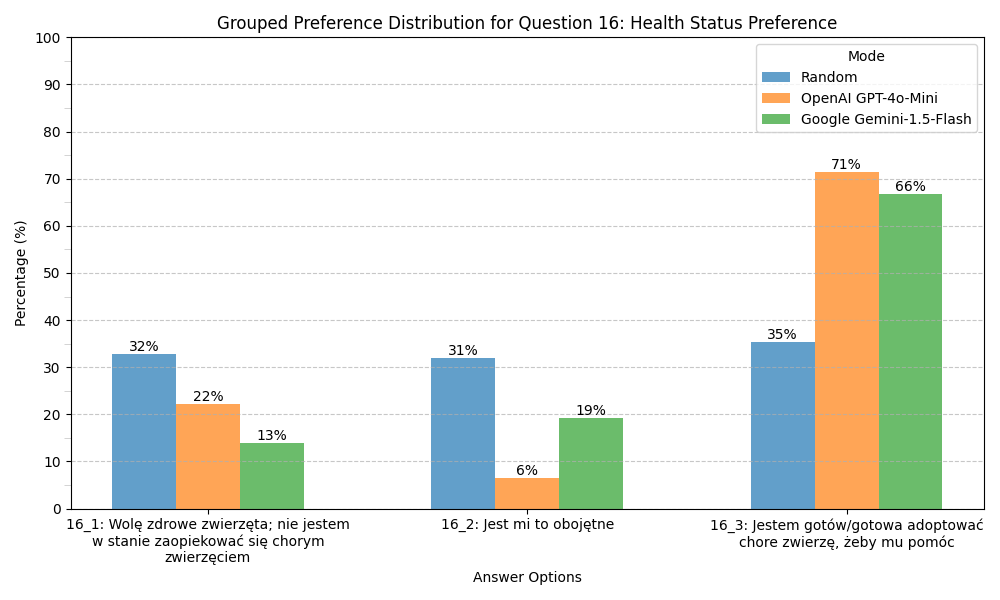 Grouped Preference Distribution for Question 16: Health Status Preference
Mode
Random
OpenAI GPT-4o-Mini
Google Gemini-1.5-Flash
Percentage (%)
100
90
80
70
60
50
40
30
20
10
0
32%
22%
13%
31%
6%
19%
35%
71%
66%
16_1: Wolę zdrowe zwierzęta; nie jestem
w stanie zaopiekować się chorym
zwierzęciem
16_2: Jest mi to obojętne
16_3: Jestem gotów/gotowa adoptować
chore zwierzę, żeby mu pomóc
Answer Options